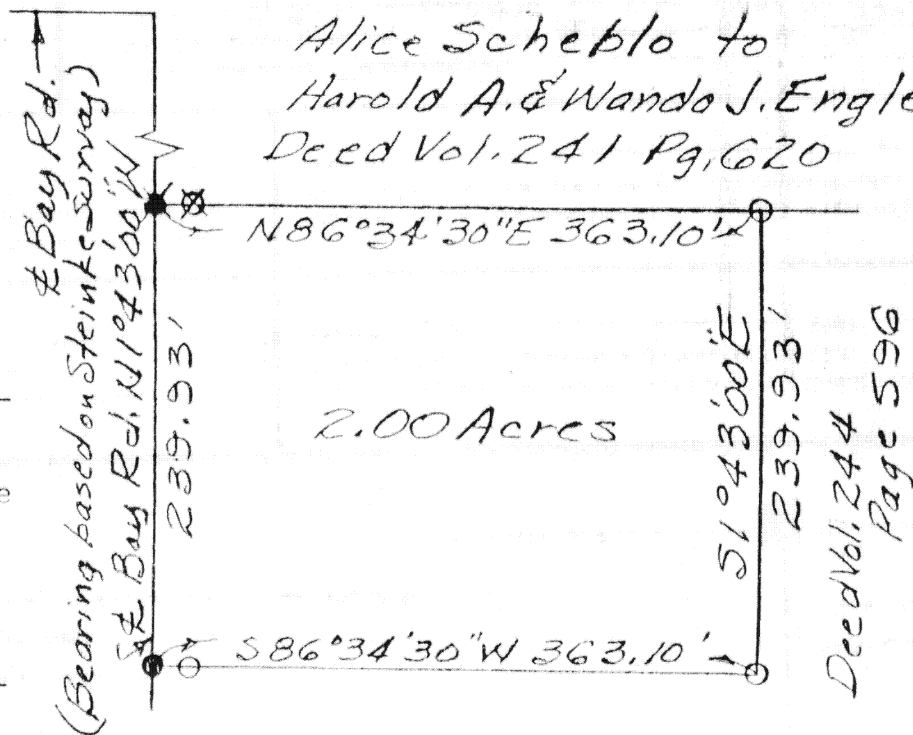 Alice Scheblo to
Harold A. & Wando J. Engle
Deed Vol. 241 Pg. 620
℄ Bay Rd.
(Bearing based on Steinke survay)
℄ Bay Rd. N1°43'00"W
239.93'
N86°34'30"E 363.10'
2.00 Acres
S1°43'00"E
239.93'
Deed Vol. 244
Page 596
S86°34'30"W 363.10'